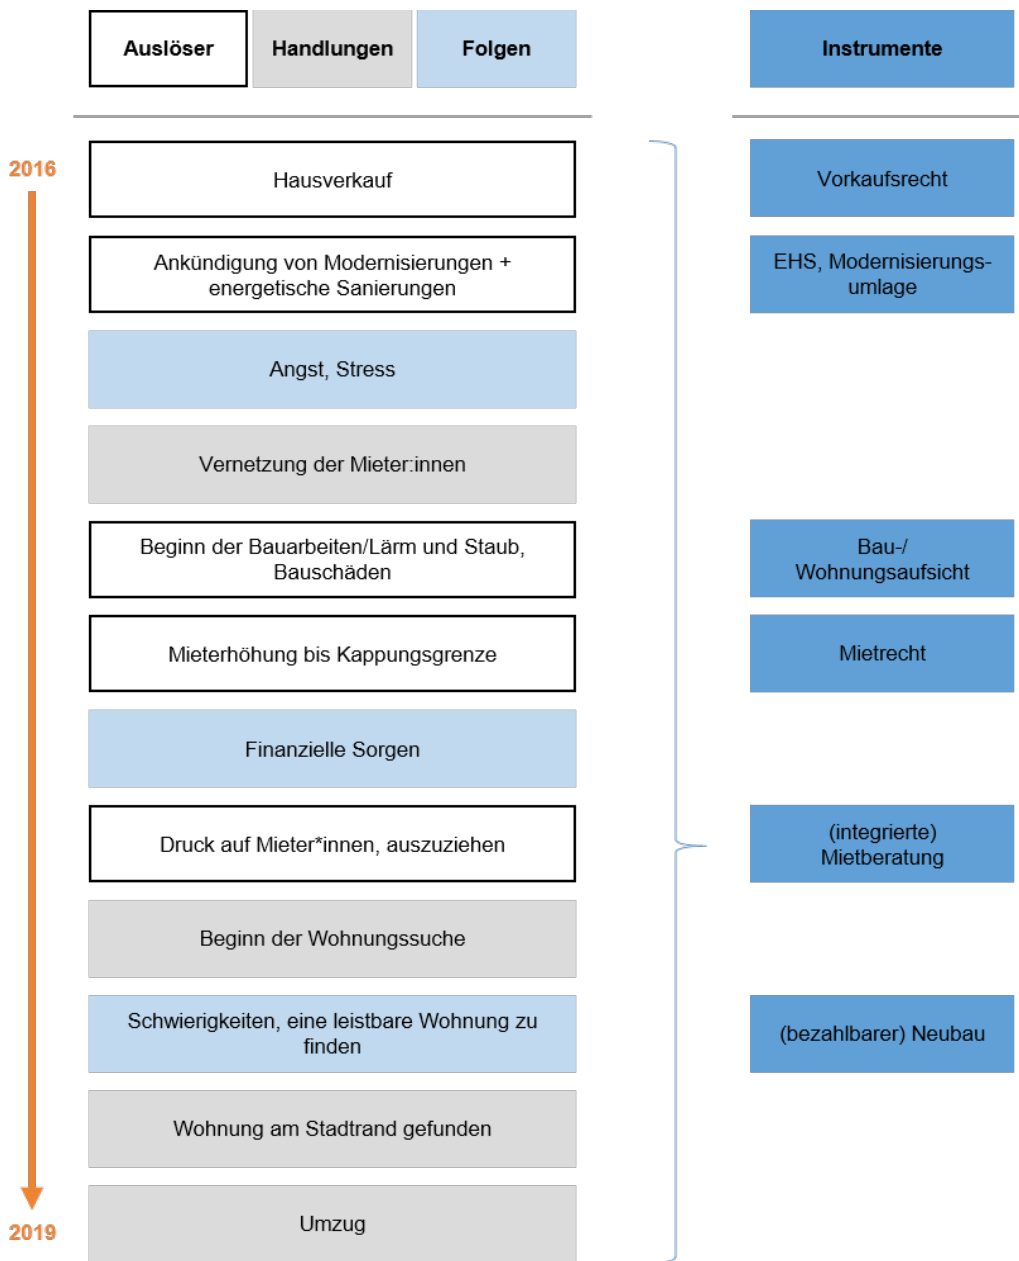 Auslöser
Handlungen
Folgen
Instrumente
2016
Hausverkauf
Vorkaufsrecht
Ankündigung von Modernisierungen +
energetische Sanierungen
EHS, Modernisierungs-
umlage
Angst, Stress
Vernetzung der Mieter:innen
Beginn der Bauarbeiten/Lärm und Staub,
Bauschäden
Bau-/
Wohnungsaufsicht
Mieterhöhung bis Kappungsgrenze
Mietrecht
Finanzielle Sorgen
Druck auf Mieter*innen, auszuziehen
(integrierte)
Mietberatung
Beginn der Wohnungssuche
Schwierigkeiten, eine leistbare Wohnung zu
finden
(bezahlbarer) Neubau
Wohnung am Stadtrand gefunden
Umzug
2019